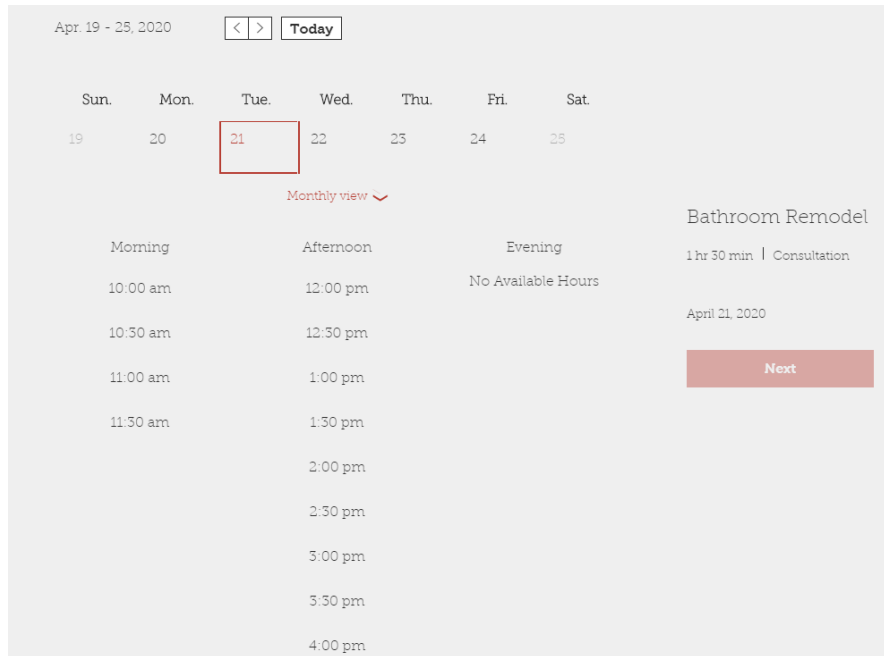 Apr. 19 - 25, 2020 < > Today
Sun. Mon. Tue. Wed. Thu. Fri. Sat.
19 20 21 22 23 24 25
Monthly view
Morning Afternoon Evening
10:00 am 12:00 pm No Available Hours
10:30 am 12:30 pm
11:00 am 1:00 pm
11:30 am 1:30 pm
2:00 pm
2:30 pm
3:00 pm
3:30 pm
4:00 pm
Bathroom Remodel
1 hr 30 min | Consultation
April 21, 2020
Next